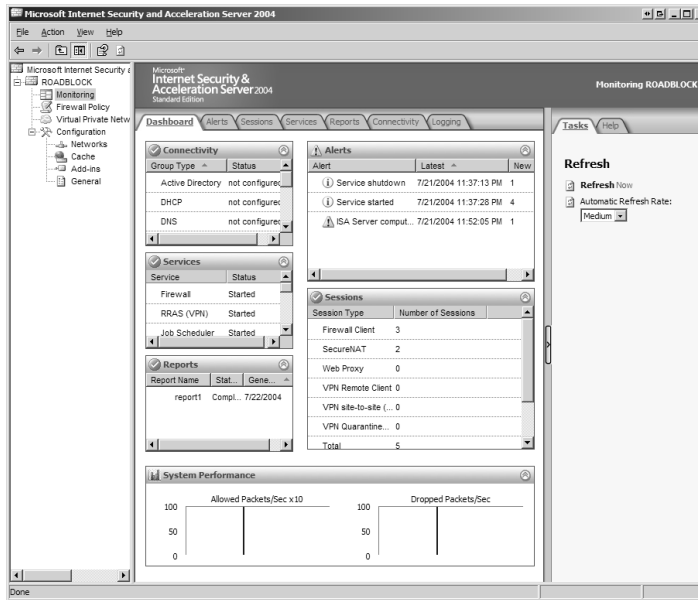 Microsoft Internet Security and Acceleration Server 2004
File Action View Help
Microsoft Internet Security &
ROADBLOCK
Monitoring
Firewall Policy
Virtual Private Netw
Configuration
Networks
Cache
Add-ins
General
Microsoft®
Internet Security &
Acceleration Server 2004
Standard Edition
Monitoring ROADBLOCK
Dashboard Alerts Sessions Services Reports Connectivity Logging
Connectivity
Group Type Status
Active Directory not configured
DHCP not configured
DNS not configured
Services
Service Status
Firewall Started
RRAS (VPN) Started
Job Scheduler Started
Reports
Report Name Stat... Gene...
report1 Compl... 7/22/2004
Alerts
Alert Latest New
Service shutdown 7/21/2004 11:37:13 PM 1
Service started 7/21/2004 11:37:28 PM 4
ISA Server comput... 7/21/2004 11:52:05 PM 1
Sessions
Session Type Number of Sessions
Firewall Client 3
SecureNAT 2
Web Proxy 0
VPN Remote Client 0
VPN site-to-site (... 0
VPN Quarantine... 0
Total 5
System Performance
Allowed Packets/Sec x10
100
50
0
Dropped Packets/Sec
100
50
0
Tasks Help
Refresh
Refresh Now
Automatic Refresh Rate:
Medium
Done